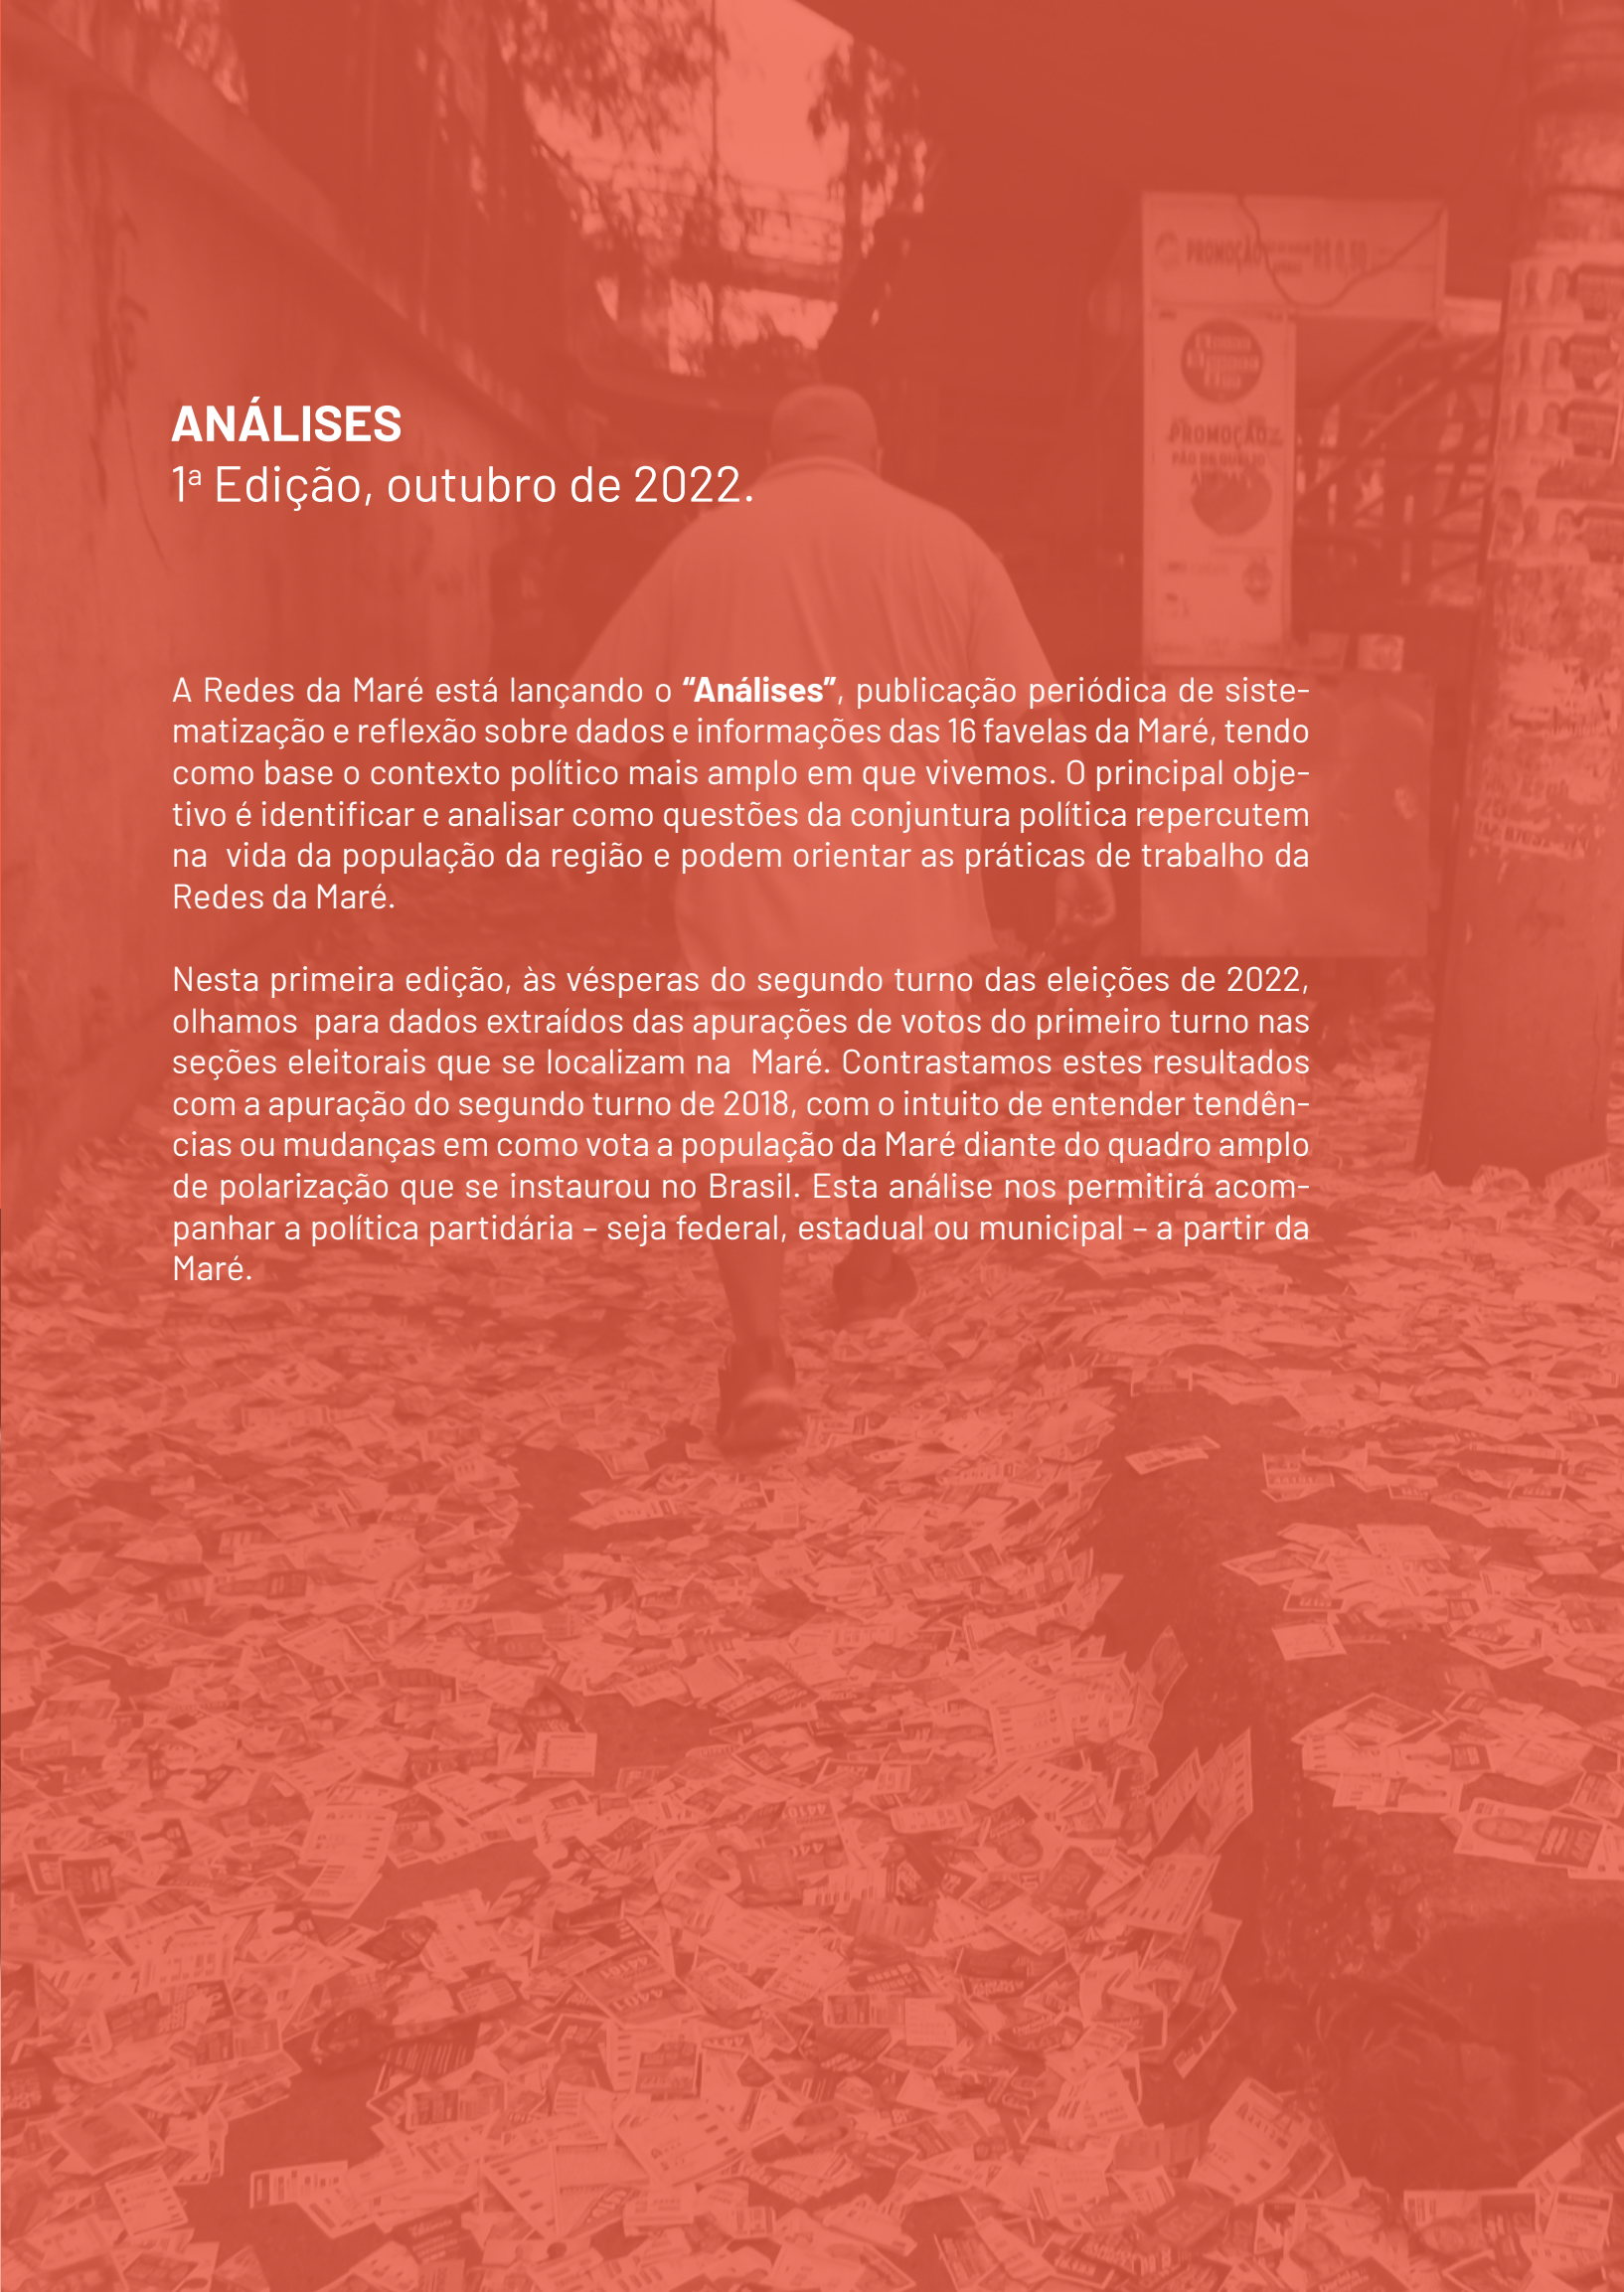 ANÁLISES
1ª Edição, outubro de 2022.
A Redes da Maré está lançando o “Análises”, publicação periódica de siste-
matização e reflexão sobre dados e informações das 16 favelas da Maré, tendo
como base o contexto político mais amplo em que vivemos. O principal obje-
tivo é identificar e analisar como questões da conjuntura política repercutem
na  vida da população da região e podem orientar as práticas de trabalho da
Redes da Maré.
Nesta primeira edição, às vésperas do segundo turno das eleições de 2022,
olhamos  para dados extraídos das apurações de votos do primeiro turno nas
seções eleitorais que se localizam na  Maré. Contrastamos estes resultados
com a apuração do segundo turno de 2018, com o intuito de entender tendên-
cias ou mudanças em como vota a população da Maré diante do quadro amplo
de polarização que se instaurou no Brasil. Esta análise nos permitirá acom-
panhar a política partidária – seja federal, estadual ou municipal – a partir da
Maré.
PROMOÇÃO R$ 0,50
PROMOÇÃO
PÃO DE QUEIJO